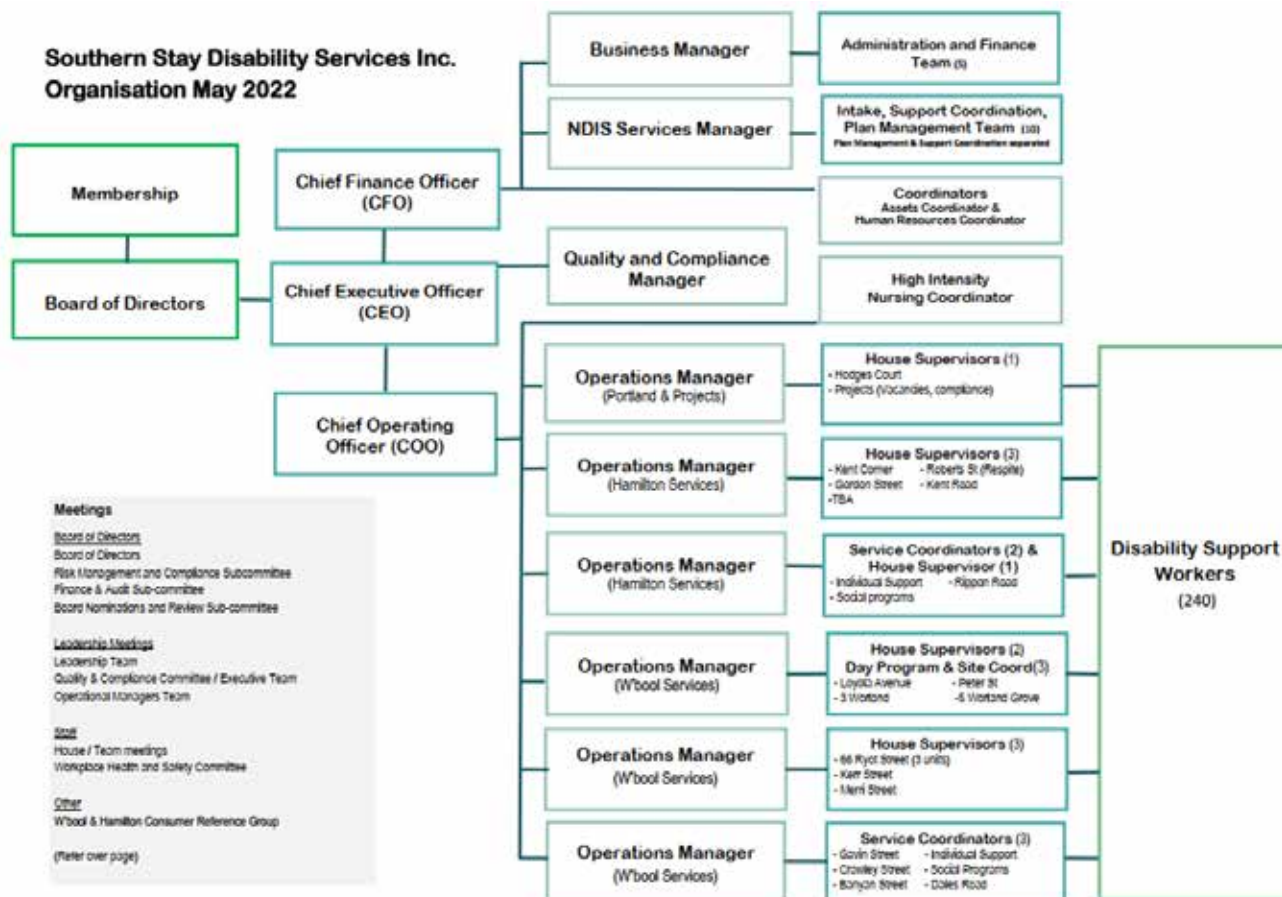 Southern Stay Disability Services Inc.
Organisation May 2022
Membership
Board of Directors
Chief Finance Officer
(CFO)
Chief Executive Officer
(CEO)
Chief Operating
Officer (COO)
Business Manager
Administration and Finance
Team (5)
NDIS Services Manager
Intake, Support Coordination,
Plan Management Team (10)
Plan Management & Support Coordination separated
Coordinators
Assets Coordinator &
Human Resources Coordinator
Quality and Compliance
Manager
High Intensity
Nursing Coordinator
Operations Manager
(Portland & Projects)
House Supervisors (1)
- Hodges Court
- Projects (Vacancies, compliance)
Operations Manager
(Hamilton Services)
House Supervisors (3)
- Kent Corner - Roberts St (Respite)
- Gordon Street - Kent Road
-TBA
Operations Manager
(Hamilton Services)
Service Coordinators (2) &
House Supervisor (1)
- Individual Support - Rippon Road
- Social programs
Operations Manager
(W'bool Services)
House Supervisors (2)
Day Program & Site Coord(3)
- Loyola Avenue - Peter St
- 3 Wortand -5 Wortand Grove
Operations Manager
(W'bool Services)
House Supervisors (3)
- 66 Ryot Street (3 units)
- Kerr Street
- Merri Street
Operations Manager
(W'bool Services)
Service Coordinators (3)
- Gavin Street - Individual Support
- Crawley Street - Social Programs
- Banyan Street - Dales Road
Disability Support
Workers
(240)
Meetings
Board of Directors
Board of Directors
Risk Management and Compliance Subcommittee
Finance & Audit Sub-committee
Board Nominations and Review Sub-committee
Leadership Meetings
Leadership Team
Quality & Compliance Committee / Executive Team
Operational Managers Team
Staff
House / Team meetings
Workplace Health and Safety Committee
Other
W'bool & Hamilton Consumer Reference Group
(Refer over page)